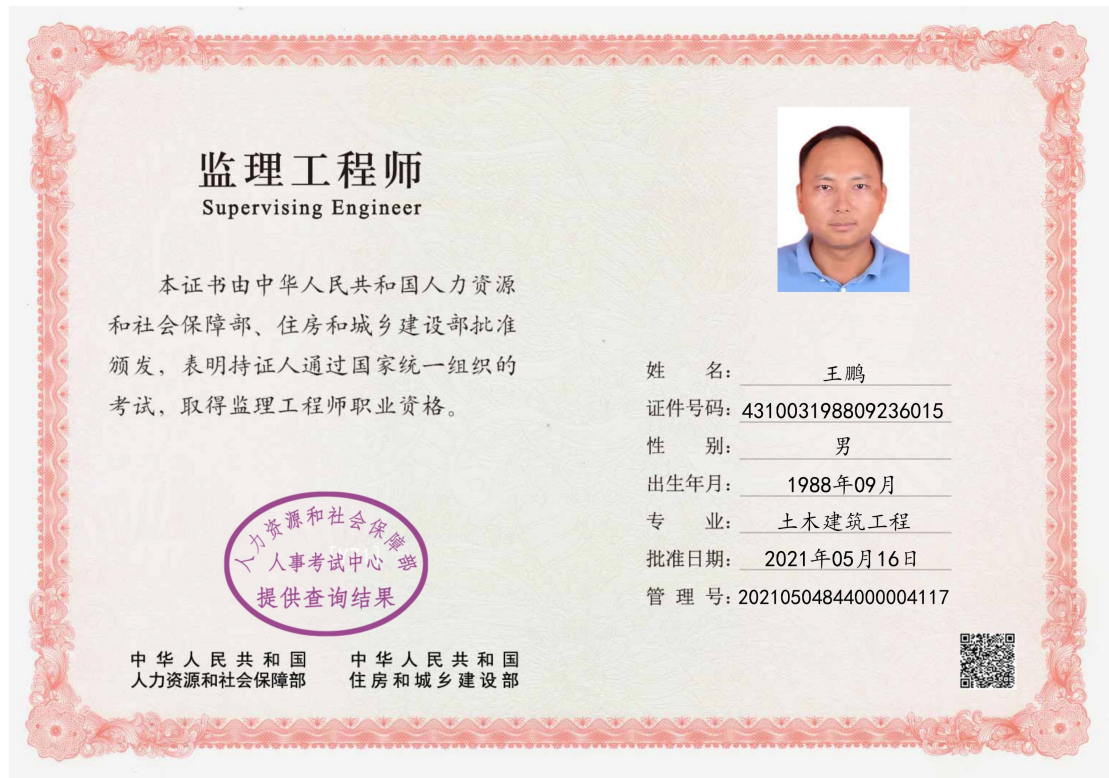 监理工程师
Supervising Engineer
本证书由中华人民共和国人力资源
和社会保障部、住房和城乡建设部批准
颁发，表明持证人通过国家统一组织的
考试，取得监理工程师职业资格。
人力资源和社会保障部
人事考试中心
提供查询结果
中华人民共和国
人力资源和社会保障部
中华人民共和国
住房和城乡建设部
姓 名：王鹏
证件号码：431003198809236015
性 别：男
出生年月：1988年09月
专 业：土木建筑工程
批准日期：2021年05月16日
管 理 号：20210504844000004117